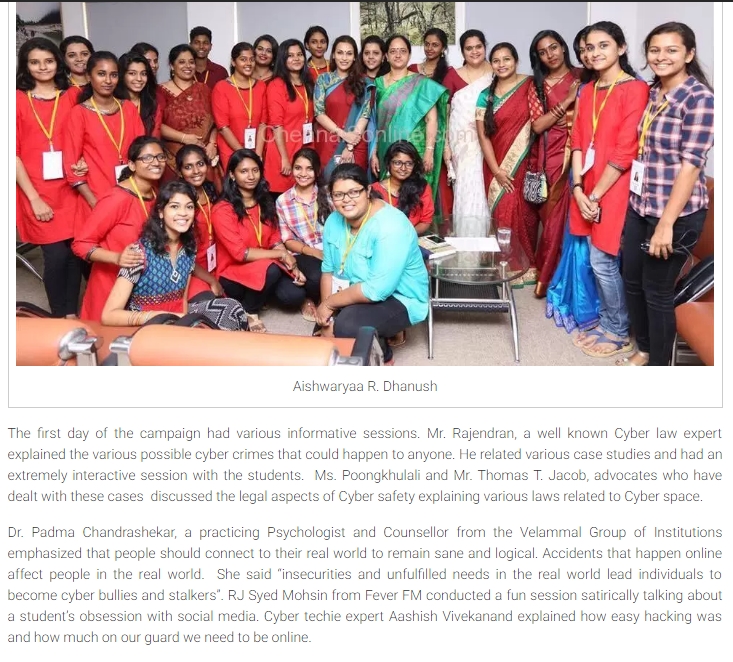 Chennaionline.com
Aishwaryaa R. Dhanush
The first day of the campaign had various informative sessions. Mr. Rajendran, a well known Cyber law expert
explained the various possible cyber crimes that could happen to anyone. He related various case studies and had an
extremely interactive session with the students. Ms. Poongkhulali and Mr. Thomas T. Jacob, advocates who have
dealt with these cases discussed the legal aspects of Cyber safety explaining various laws related to Cyber space.
Dr. Padma Chandrashekar, a practicing Psychologist and Counsellor from the Velammal Group of Institutions
emphasized that people should connect to their real world to remain sane and logical. Accidents that happen online
affect people in the real world. She said “insecurities and unfulfilled needs in the real world lead individuals to
become cyber bullies and stalkers”. RJ Syed Mohsin from Fever FM conducted a fun session satirically talking about
a student’s obsession with social media. Cyber techie expert Aashish Vivekanand explained how easy hacking was
and how much on our guard we need to be online.